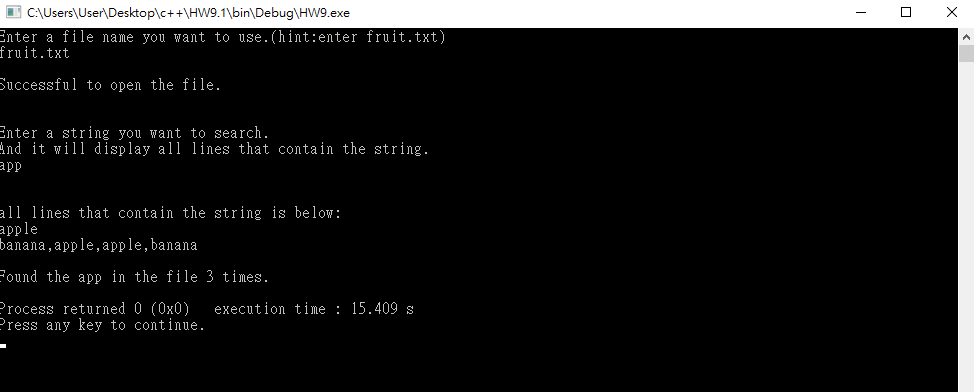 C:\Users\User\Desktop\c++\HW9.1\bin\Debug\HW9.exe
Enter a file name you want to use.(hint:enter fruit.txt)
fruit.txt
Successful to open the file.
Enter a string you want to search.
And it will display all lines that contain the string.
app
all lines that contain the string is below:
apple
banana,apple,apple,banana
Found the app in the file 3 times.
Process returned 0 (0x0)   execution time : 15.409 s
Press any key to continue.